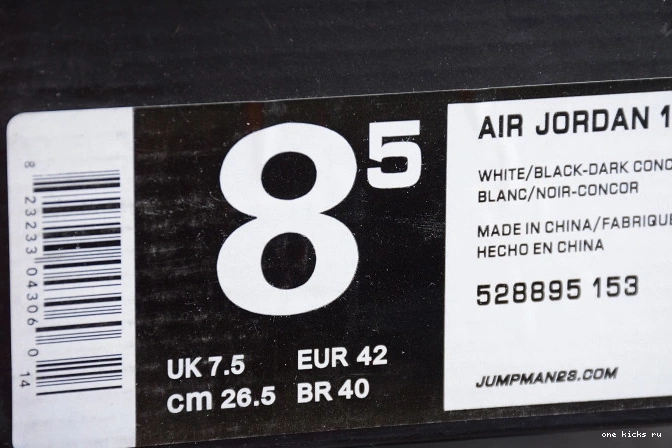 8 23233 04306 0 14
8 5
UK 7.5 EUR 42
cm 26.5 BR 40
AIR JORDAN 1
WHITE/BLACK-DARK CONC
BLANC/NOIR-CONCOR
MADE IN CHINA/FABRIQUE
HECHO EN CHINA
528895 153
JUMPMAN23.COM
one kicks ru